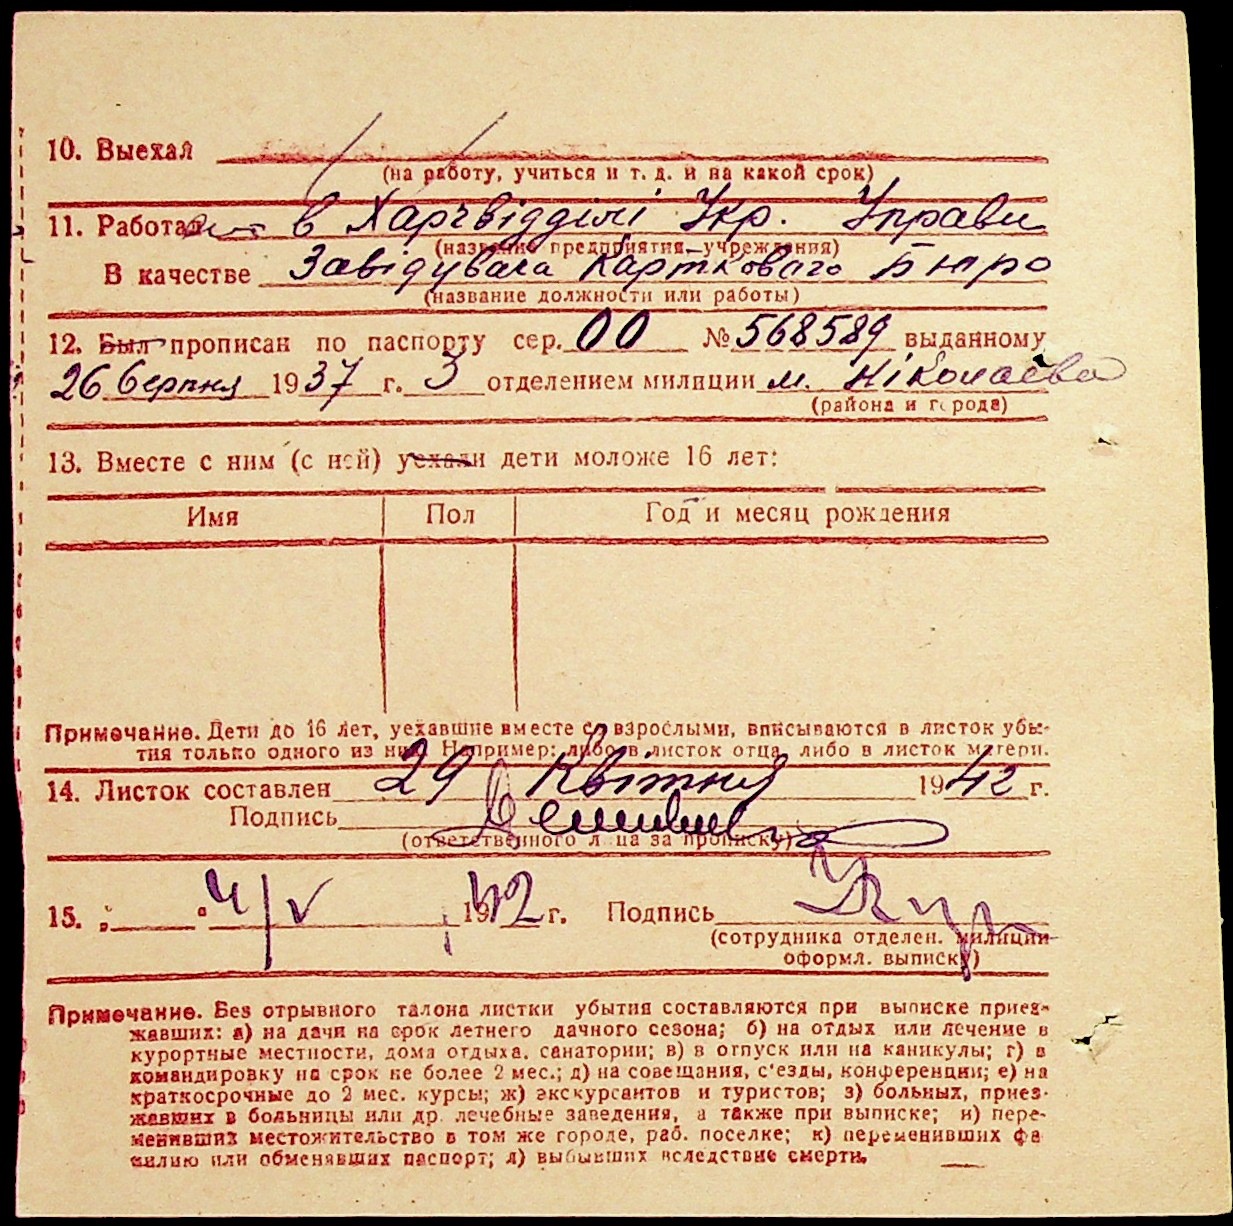 10. Выехал
(на работу, учиться и т. д. и на какой срок)
11. Работал в Харчвідділі Укр. Управи
(название предприятия—учреждения)
В качестве Завідувача Карткового Бюро
(название должности или работы)
12. Был прописан по паспорту сер. 00 № 568589 выданному
26 Серпня 1937 г. 3 отделением милиции м. Ніколаєва
(района и города)
13. Вместе с ним (с ней) уехали дети моложе 16 лет:
Имя Пол Год и месяц рождения
Примечание. Дети до 16 лет, уехавшие вместе с взрослыми, вписываются в листок убы-
тия только одного из них. Например: либо в листок отца, либо в листок матери.
14. Листок составлен 29 Квітня 1942 г.
Подпись
(ответственного лица за прописку)
15. 4/V 1942 г. Подпись
(сотрудника отделен. милиции
оформл. выписку)
Примечание. Без отрывного талона листки убытия составляются при выписке приез-
жавших: а) на дачи на срок летнего дачного сезона; б) на отдых или лечение в
курортные местности, дома отдыха, санатории; в) в отпуск или на каникулы; г) в
командировку на срок не более 2 мес.; д) на совещания, с'езды, конференции; е) на
краткосрочные до 2 мес. курсы; ж) экскурсантов и туристов; з) больных, приез-
жавших в больницы или др. лечебные заведения, а также при выписке; и) пере-
менивших местожительство в том же городе, раб. поселке; к) переменивших фа
милию или обменявших паспорт; л) выбывших вследствие смерти.